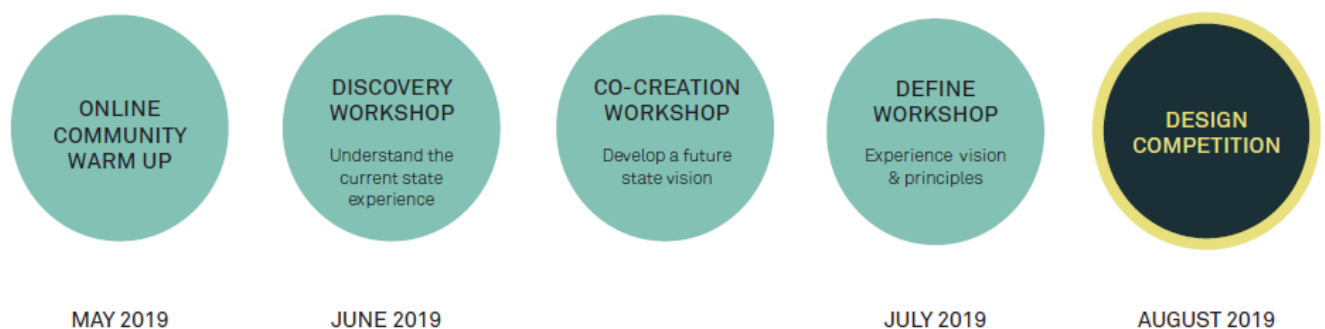 ONLINE
COMMUNITY
WARM UP
DISCOVERY
WORKSHOP
Understand the
current state
experience
CO-CREATION
WORKSHOP
Develop a future
state vision
DEFINE
WORKSHOP
Experience vision
& principles
DESIGN
COMPETITION
MAY 2019
JUNE 2019
JULY 2019
AUGUST 2019